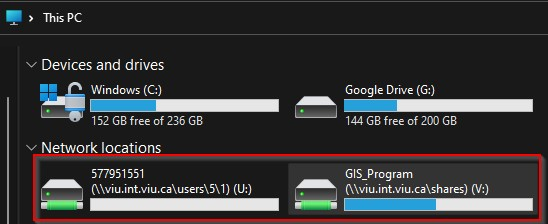 This PC
Devices and drives
Windows (C:)
152 GB free of 236 GB
Google Drive (G:)
144 GB free of 200 GB
Network locations
577951551
(\\viu.int.viu.ca\users\5\1) (U:)
GIS_Program
(\\viu.int.viu.ca\shares) (V:)